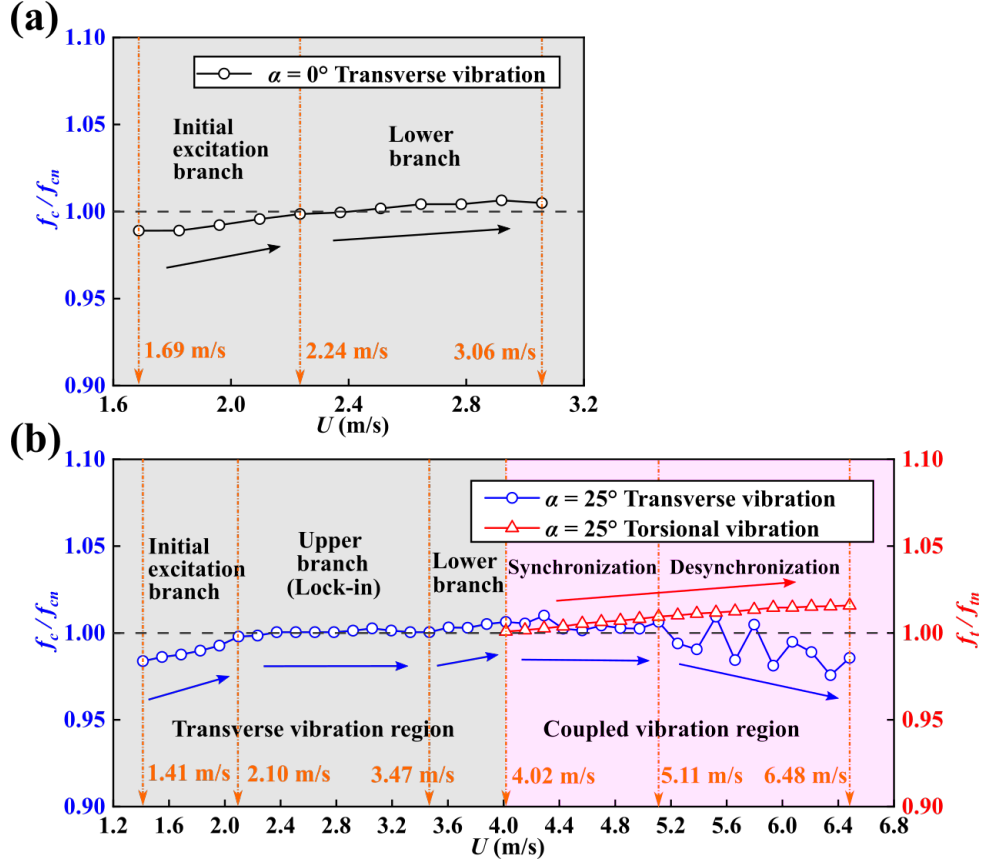 (a)
1.10
1.05
1.00
0.95
0.90
f_c / f_cn
α = 0° Transverse vibration
Initial
excitation
branch
Lower
branch
1.69 m/s
2.24 m/s
3.06 m/s
1.6
2.0
2.4
2.8
3.2
U (m/s)
(b)
1.10
1.05
1.00
0.95
0.90
f_c / f_cn
α = 25° Transverse vibration
α = 25° Torsional vibration
Initial
excitation
branch
Upper
branch
(Lock-in)
Lower
branch
Synchronization
Desynchronization
Transverse vibration region
Coupled vibration region
1.41 m/s
2.10 m/s
3.47 m/s
4.02 m/s
5.11 m/s
6.48 m/s
1.10
1.05
1.00
0.95
0.90
f_t / f_tn
1.2
1.6
2.0
2.4
2.8
3.2
3.6
4.0
4.4
4.8
5.2
5.6
6.0
6.4
6.8
U (m/s)